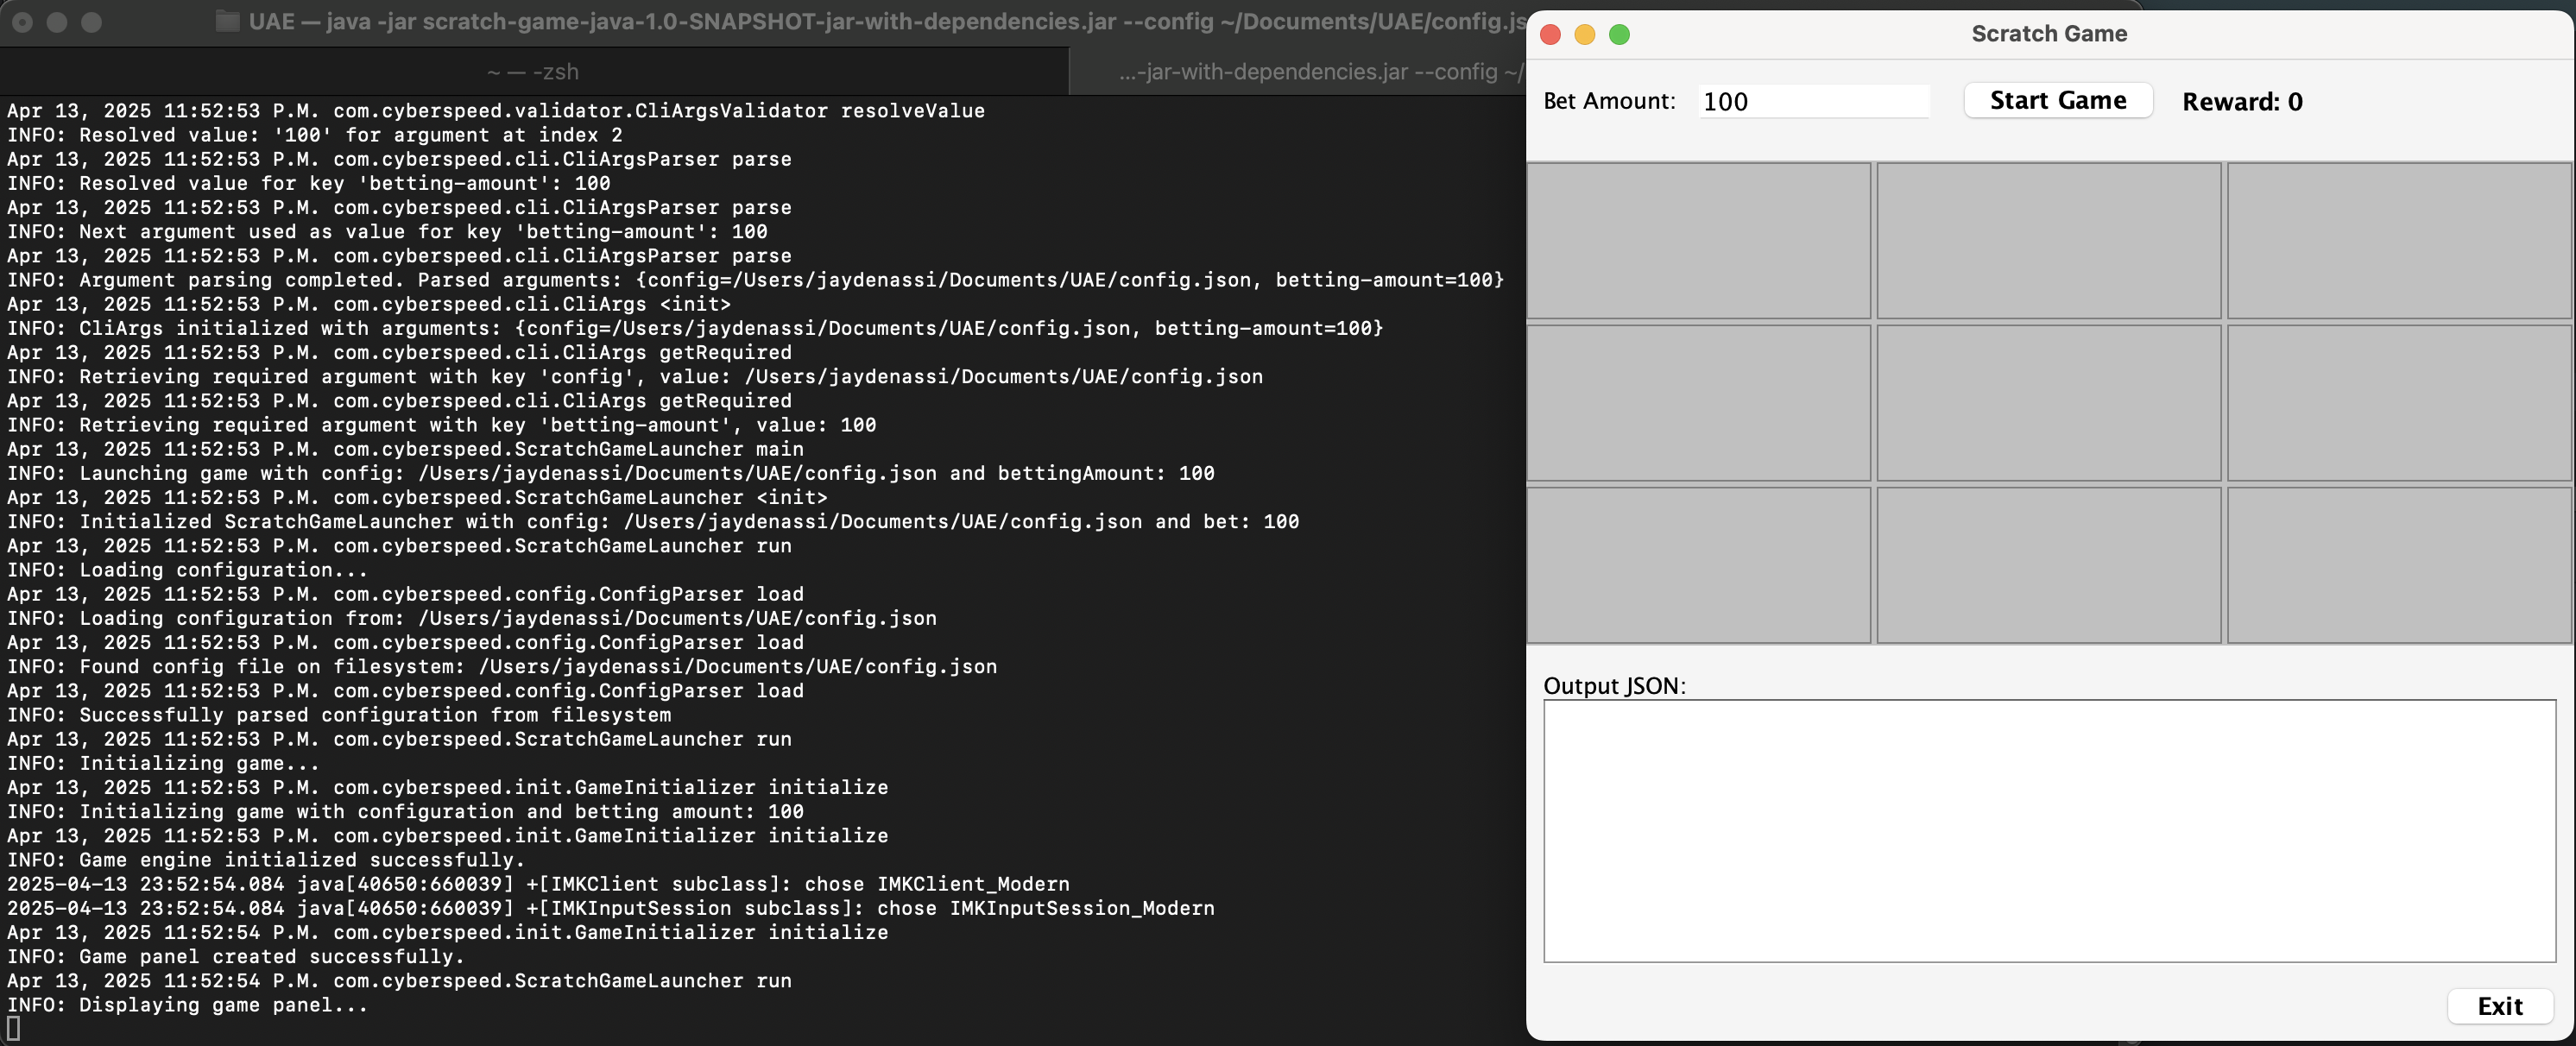 UAE — java -jar scratch-game-java-1.0-SNAPSHOT-jar-with-dependencies.jar --config ~/Documents/UAE/config.js
~ — -zsh
...-jar-with-dependencies.jar --config ~/
Apr 13, 2025 11:52:53 P.M. com.cyberspeed.validator.CliArgsValidator resolveValue
INFO: Resolved value: '100' for argument at index 2
Apr 13, 2025 11:52:53 P.M. com.cyberspeed.cli.CliArgsParser parse
INFO: Resolved value for key 'betting-amount': 100
Apr 13, 2025 11:52:53 P.M. com.cyberspeed.cli.CliArgsParser parse
INFO: Next argument used as value for key 'betting-amount': 100
Apr 13, 2025 11:52:53 P.M. com.cyberspeed.cli.CliArgsParser parse
INFO: Argument parsing completed. Parsed arguments: {config=/Users/jaydenassi/Documents/UAE/config.json, betting-amount=100}
Apr 13, 2025 11:52:53 P.M. com.cyberspeed.cli.CliArgs <init>
INFO: CliArgs initialized with arguments: {config=/Users/jaydenassi/Documents/UAE/config.json, betting-amount=100}
Apr 13, 2025 11:52:53 P.M. com.cyberspeed.cli.CliArgs getRequired
INFO: Retrieving required argument with key 'config', value: /Users/jaydenassi/Documents/UAE/config.json
Apr 13, 2025 11:52:53 P.M. com.cyberspeed.cli.CliArgs getRequired
INFO: Retrieving required argument with key 'betting-amount', value: 100
Apr 13, 2025 11:52:53 P.M. com.cyberspeed.ScratchGameLauncher main
INFO: Launching game with config: /Users/jaydenassi/Documents/UAE/config.json and bettingAmount: 100
Apr 13, 2025 11:52:53 P.M. com.cyberspeed.ScratchGameLauncher <init>
INFO: Initialized ScratchGameLauncher with config: /Users/jaydenassi/Documents/UAE/config.json and bet: 100
Apr 13, 2025 11:52:53 P.M. com.cyberspeed.ScratchGameLauncher run
INFO: Loading configuration...
Apr 13, 2025 11:52:53 P.M. com.cyberspeed.config.ConfigParser load
INFO: Loading configuration from: /Users/jaydenassi/Documents/UAE/config.json
Apr 13, 2025 11:52:53 P.M. com.cyberspeed.config.ConfigParser load
INFO: Found config file on filesystem: /Users/jaydenassi/Documents/UAE/config.json
Apr 13, 2025 11:52:53 P.M. com.cyberspeed.config.ConfigParser load
INFO: Successfully parsed configuration from filesystem
Apr 13, 2025 11:52:53 P.M. com.cyberspeed.ScratchGameLauncher run
INFO: Initializing game...
Apr 13, 2025 11:52:53 P.M. com.cyberspeed.init.GameInitializer initialize
INFO: Initializing game with configuration and betting amount: 100
Apr 13, 2025 11:52:53 P.M. com.cyberspeed.init.GameInitializer initialize
INFO: Game engine initialized successfully.
2025-04-13 23:52:54.084 java[40650:660039] +[IMKClient subclass]: chose IMKClient_Modern
2025-04-13 23:52:54.084 java[40650:660039] +[IMKInputSession subclass]: chose IMKInputSession_Modern
Apr 13, 2025 11:52:54 P.M. com.cyberspeed.init.GameInitializer initialize
INFO: Game panel created successfully.
Apr 13, 2025 11:52:54 P.M. com.cyberspeed.ScratchGameLauncher run
INFO: Displaying game panel...
Scratch Game
Bet Amount: 100 Start Game Reward: 0
Output JSON:
Exit